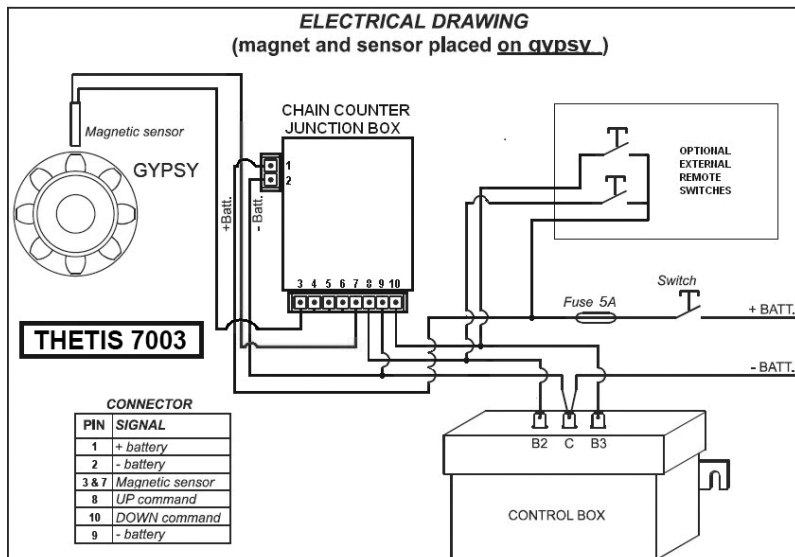 ELECTRICAL DRAWING
(magnet and sensor placed on gypsy )
Magnetic sensor
GYPSY
CHAIN COUNTER
JUNCTION BOX
1
2
+Batt.
- Batt.
3 4 5 6 7 8 9 10
OPTIONAL
EXTERNAL
REMOTE
SWITCHES
Fuse 5A
Switch
+ BATT.
- BATT.
THETIS 7003
CONNECTOR
PIN SIGNAL
1 + battery
2 - battery
3 & 7 Magnetic sensor
8 UP command
10 DOWN command
9 - battery
B2 C B3
CONTROL BOX